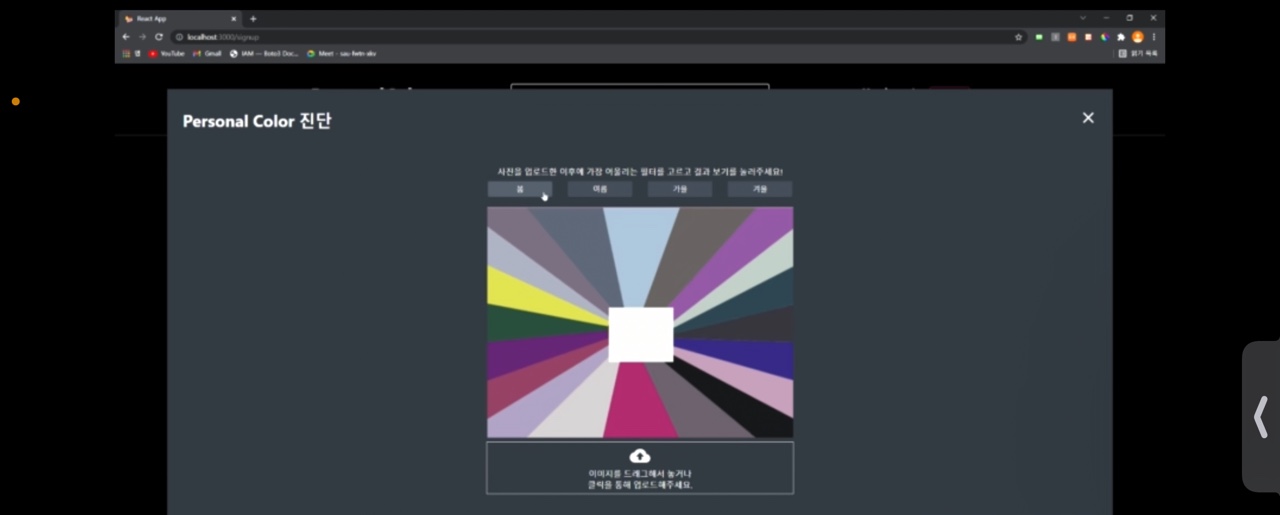 React App
localhost:3000/signup
앱 YouTube Gmail Meet - sau-fwtn-skv 읽기 목록
Personal Color 진단
사진을 업로드한 이후에 가장 어울리는 필터를 고르고 결과 보기를 눌러주세요!
봄 여름 가을 겨울
이미지를 드래그해서 놓거나
클릭을 통해 업로드해주세요.